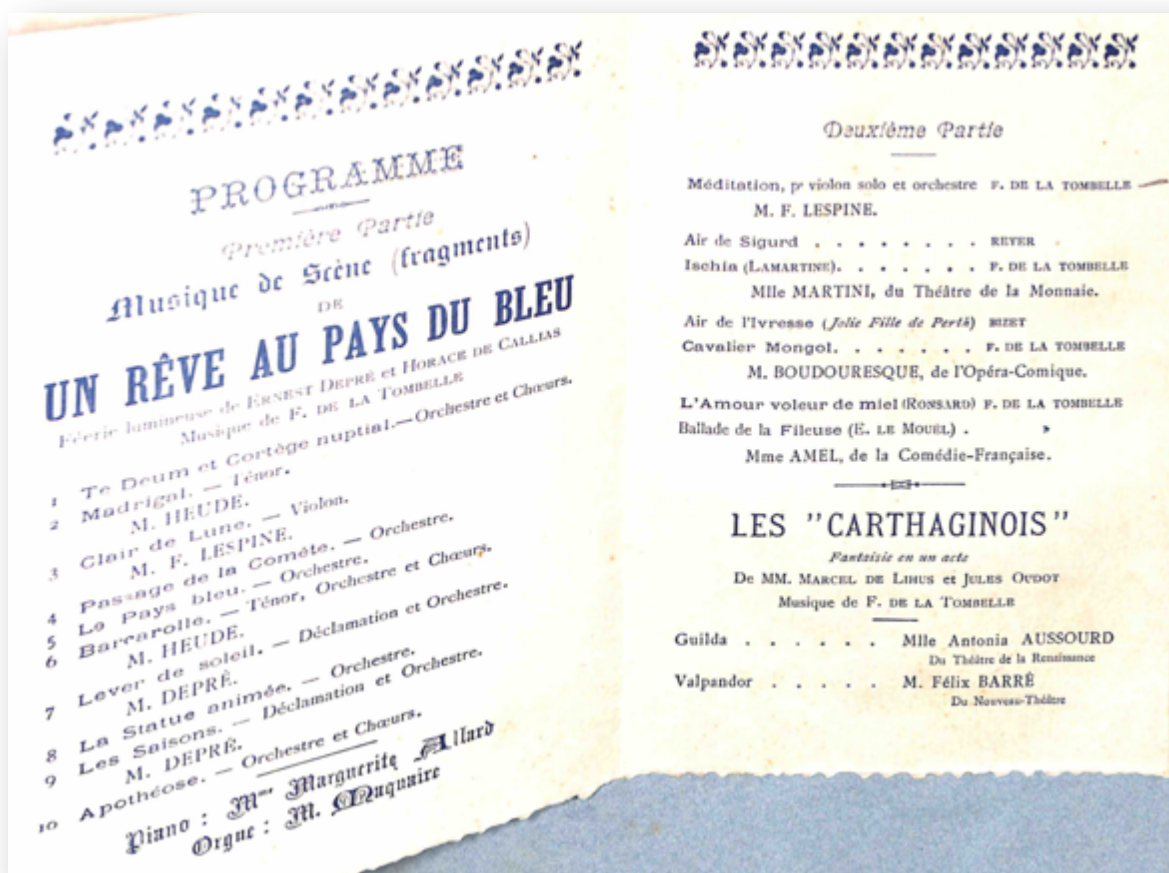 PROGRAMME
Première Partie
Musique de Scène (fragments)
DE
UN RÊVE AU PAYS DU BLEU
Féerie lumineuse de ERNEST DEPRÉ et HORACE DE CALLIAS
Musique de F. DE LA TOMBELLE
1 Te Deum et Cortège nuptial.—Orchestre et Chœurs.
2 Madrigal. — Ténor.
M. HEUDE.
3 Clair de Lune. — Violon.
M. F. LESPINE.
4 Passage de la Comète. — Orchestre.
5 Le Pays bleu. — Orchestre.
6 Barcarolle. — Ténor, Orchestre et Chœurs.
M. HEUDE.
7 Lever de soleil. — Déclamation et Orchestre.
M. DEPRÉ.
8 La Statue animée. — Orchestre.
9 Les Saisons. — Déclamation et Orchestre.
M. DEPRÉ.
10 Apothéose. — Orchestre et Chœurs.
Piano : Mme Marguerite Allard
Orgue : M. Maquaire
Deuxième Partie
Méditation, pr violon solo et orchestre F. DE LA TOMBELLE
M. F. LESPINE.
Air de Sigurd . . . . . . . . REYER
Ischia (LAMARTINE). . . . . . . F. DE LA TOMBELLE
Mlle MARTINI, du Théâtre de la Monnaie.
Air de l'Ivresse (Jolie Fille de Perth) BIZET
Cavalier Mongol. . . . . . . F. DE LA TOMBELLE
M. BOUDOURESQUE, de l'Opéra-Comique.
L'Amour voleur de miel (RONSARD) F. DE LA TOMBELLE
Ballade de la Fileuse (E. LE MOUËL) . »
Mme AMEL, de la Comédie-Française.
LES "CARTHAGINOIS"
Fantaisie en un acte
De MM. MARCEL DE LIHUS et JULES OUDOT
Musique de F. DE LA TOMBELLE
Guilda . . . . . . Mlle Antonia AUSSOURD
Du Théâtre de la Renaissance
Valpandor . . . . . M. Félix BARRÉ
Du Nouveau-Théâtre